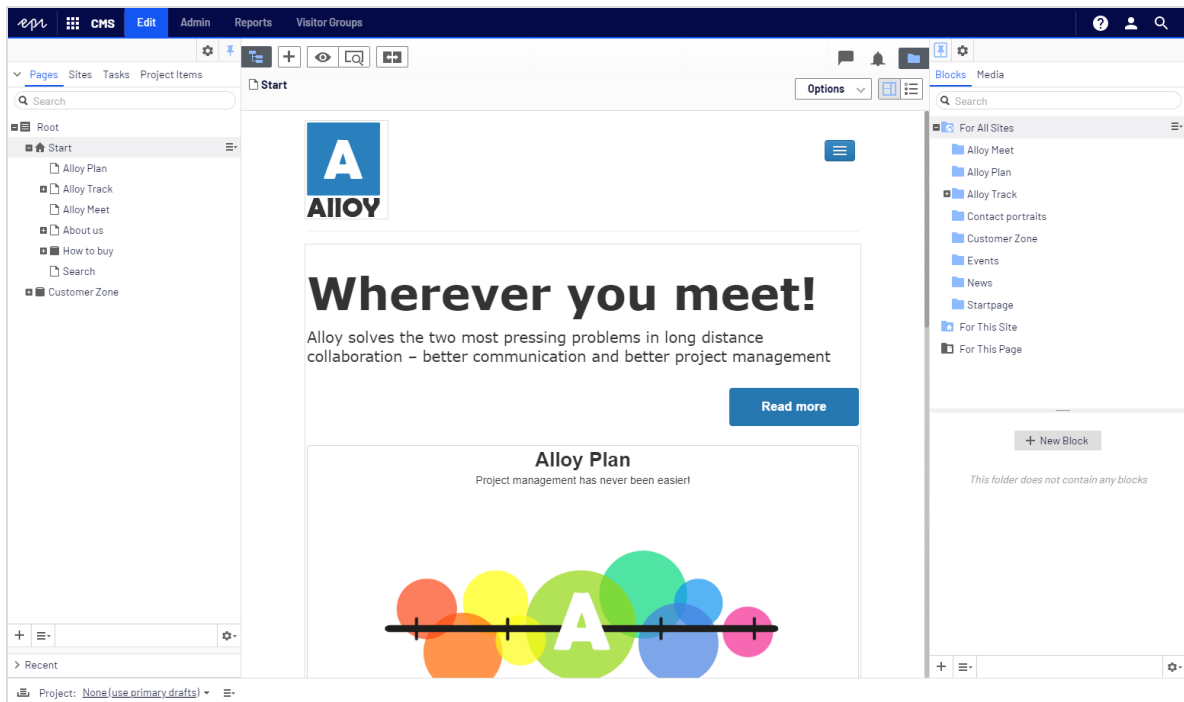 epi CMS Edit Admin Reports Visitor Groups
Pages Sites Tasks Project Items
Search
Root
Start
Alloy Plan
Alloy Track
Alloy Meet
About us
How to buy
Search
Customer Zone
Recent
Project: None (use primary drafts)
Start
Options
A
AllOY
Wherever you meet!
Alloy solves the two most pressing problems in long distance
collaboration – better communication and better project management
Read more
Alloy Plan
Project management has never been easier!
A
Blocks Media
Search
For All Sites
Alloy Meet
Alloy Plan
Alloy Track
Contact portraits
Customer Zone
Events
News
Startpage
For This Site
For This Page
+ New Block
This folder does not contain any blocks